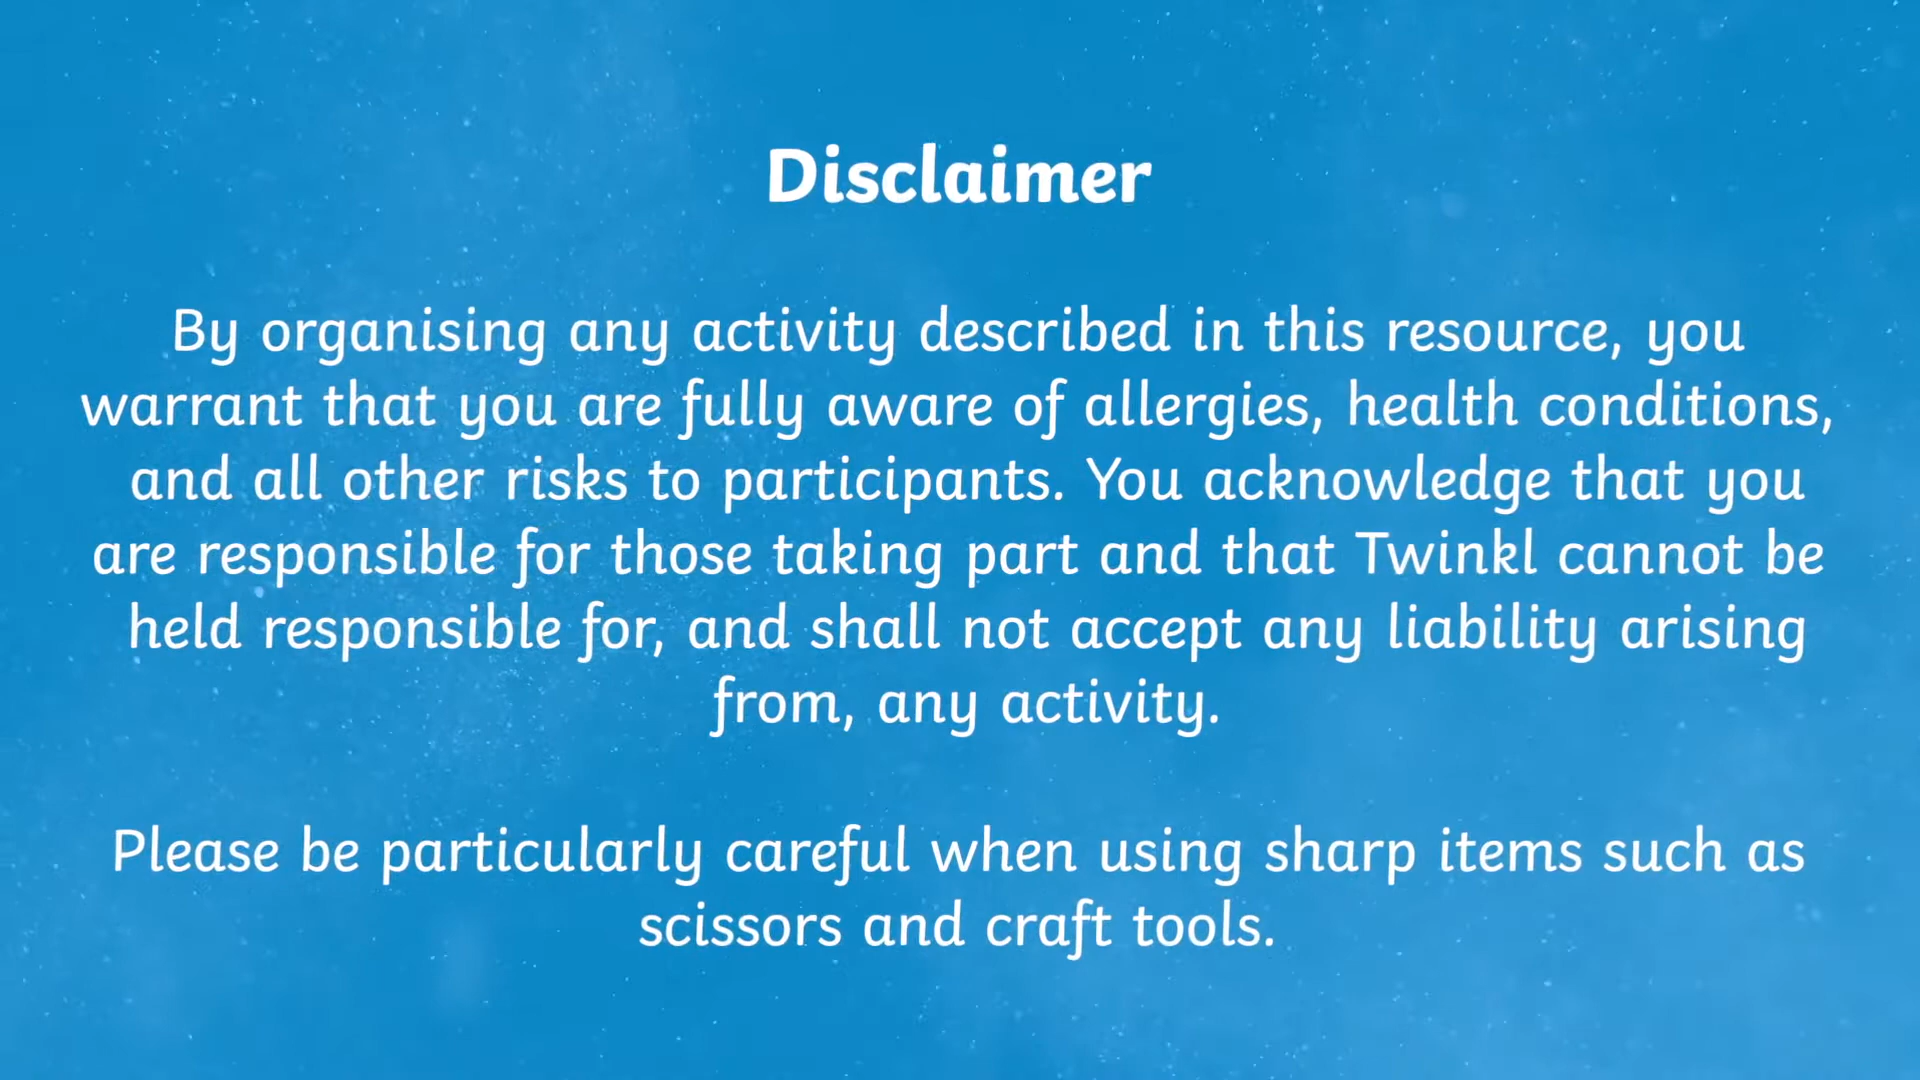 Disclaimer
By organising any activity described in this resource, you
warrant that you are fully aware of allergies, health conditions,
and all other risks to participants. You acknowledge that you
are responsible for those taking part and that Twinkl cannot be
held responsible for, and shall not accept any liability arising
from, any activity.
Please be particularly careful when using sharp items such as
scissors and craft tools.